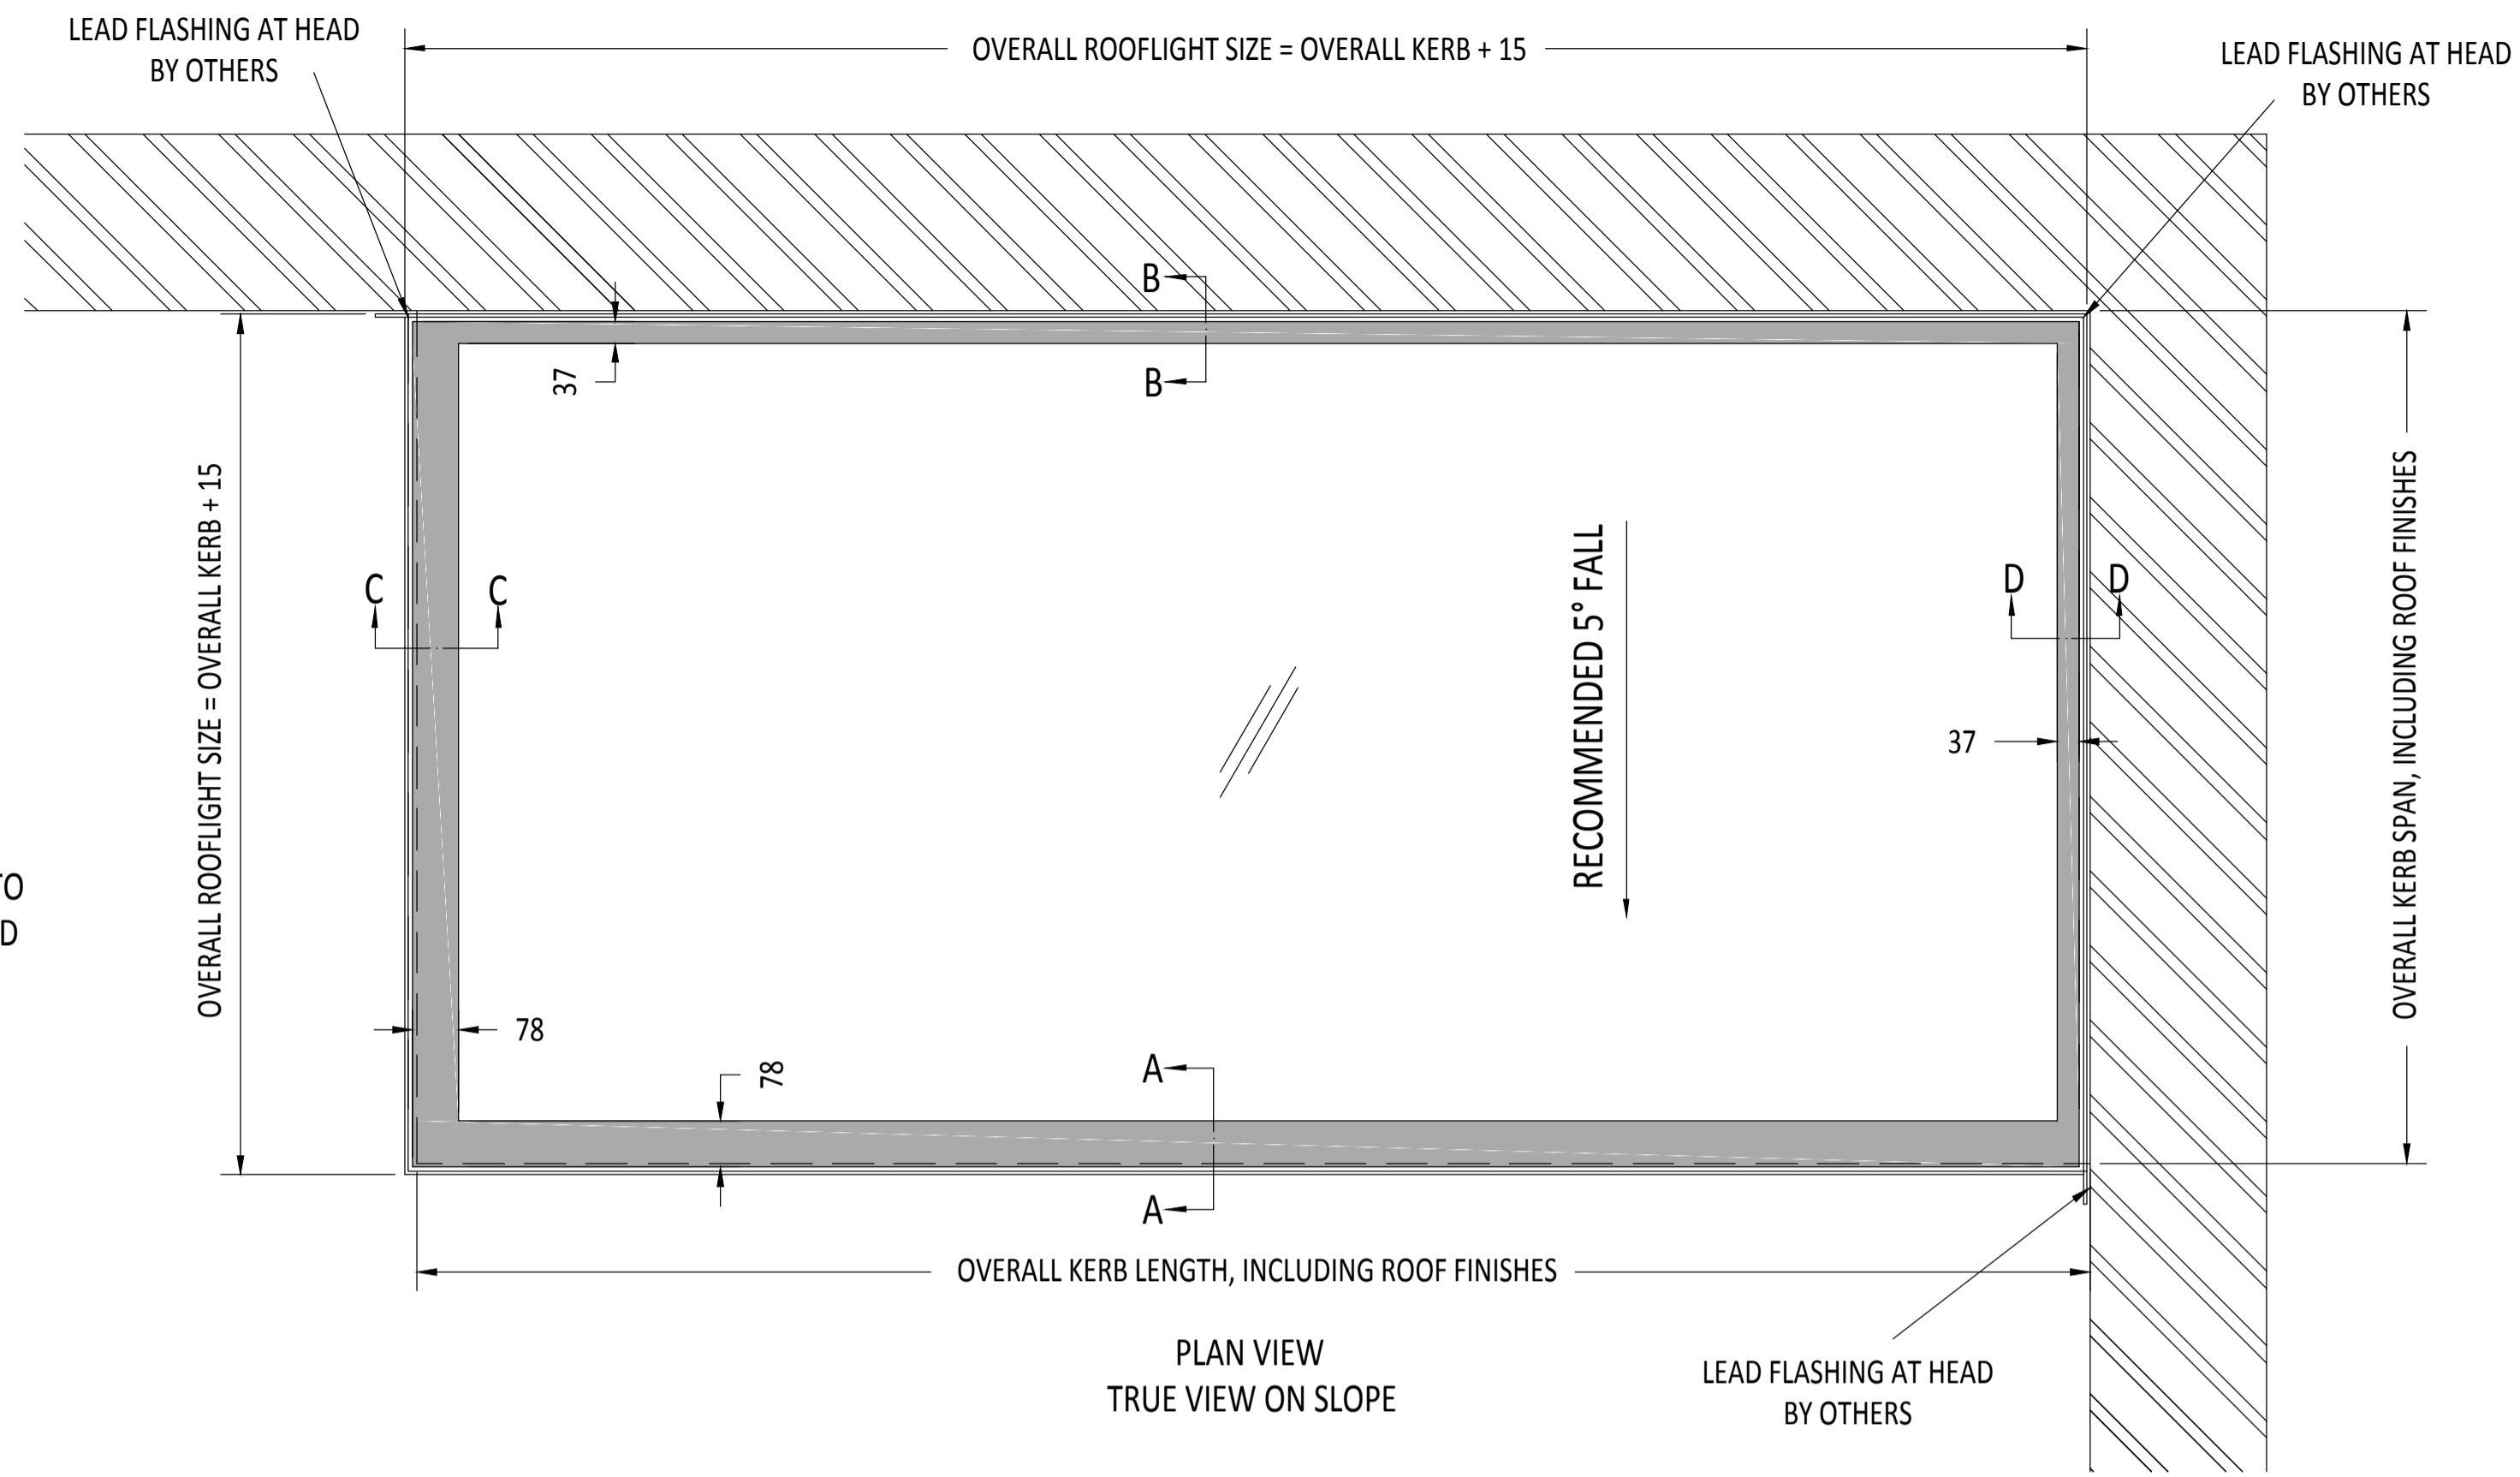 LEAD FLASHING AT HEAD
BY OTHERS
OVERALL ROOFLIGHT SIZE = OVERALL KERB + 15
LEAD FLASHING AT HEAD
BY OTHERS
B
37
B
OVERALL ROOFLIGHT SIZE = OVERALL KERB + 15
C
C
RECOMMENDED 5° FALL
D
D
OVERALL KERB SPAN, INCLUDING ROOF FINISHES
37
TO
D
78
78
A
A
OVERALL KERB LENGTH, INCLUDING ROOF FINISHES
PLAN VIEW
TRUE VIEW ON SLOPE
LEAD FLASHING AT HEAD
BY OTHERS